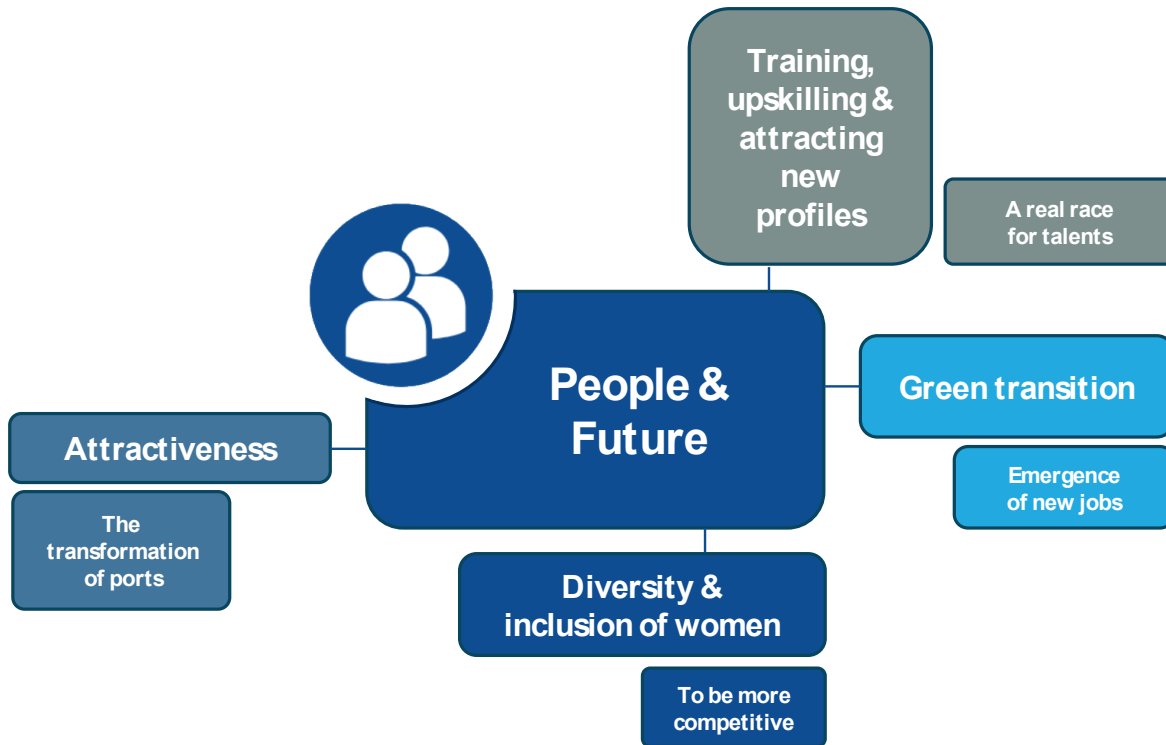 Training,
upskilling &
attracting
new
profiles
A real race
for talents
People &
Future
Green transition
Emergence
of new jobs
Attractiveness
The
transformation
of ports
Diversity &
inclusion of women
To be more
competitive